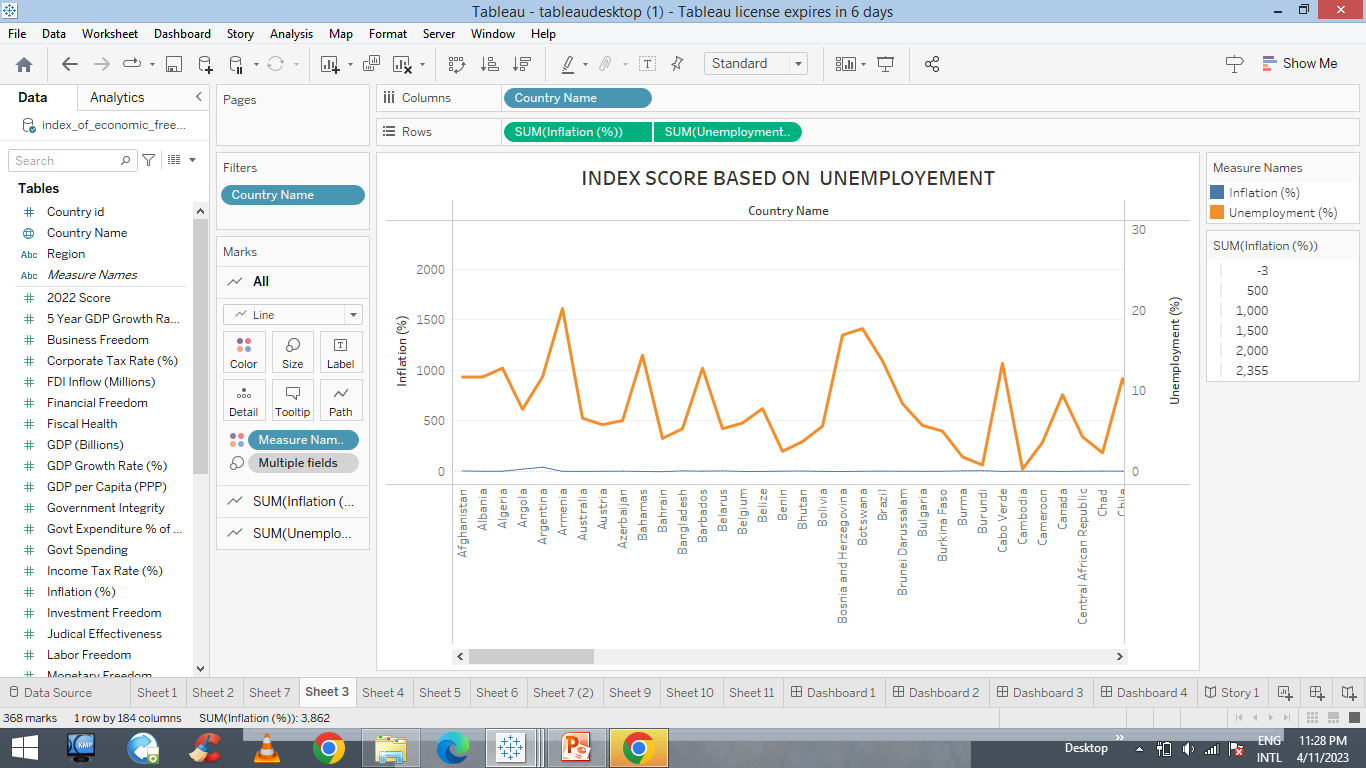 Tableau - tableaudesktop (1) - Tableau license expires in 6 days
File Data Worksheet Dashboard Story Analysis Map Format Server Window Help
Standard
Show Me
Data Analytics
index_of_economic_free...
Search
Tables
Country id
Country Name
Abc Region
Abc Measure Names
2022 Score
5 Year GDP Growth Ra...
Business Freedom
Corporate Tax Rate (%)
FDI Inflow (Millions)
Financial Freedom
Fiscal Health
GDP (Billions)
GDP Growth Rate (%)
GDP per Capita (PPP)
Government Integrity
Govt Expenditure % of ...
Govt Spending
Income Tax Rate (%)
Inflation (%)
Investment Freedom
Judical Effectiveness
Labor Freedom
Monetary Freedom
Pages
Filters
Country Name
Marks
All
Line
Color Size Label
Detail Tooltip Path
Measure Nam..
Multiple fields
SUM(Inflation (...
SUM(Unemplo...
Columns Country Name
Rows SUM(Inflation (%)) SUM(Unemployment..
INDEX SCORE BASED ON UNEMPLOYEMENT
Country Name
Inflation (%)
2000
1500
1000
500
0
30
20
10
0
Unemployment (%)
Afghanistan
Albania
Algeria
Angola
Argentina
Armenia
Australia
Austria
Azerbaijan
Bahamas
Bahrain
Bangladesh
Barbados
Belarus
Belgium
Belize
Benin
Bhutan
Bolivia
Bosnia and Herzegovina
Botswana
Brazil
Brunei Darussalam
Bulgaria
Burkina Faso
Burma
Burundi
Cabo Verde
Cambodia
Cameroon
Canada
Central African Republic
Chad
Chile
Measure Names
Inflation (%)
Unemployment (%)
SUM(Inflation (%))
-3
500
1,000
1,500
2,000
2,355
Data Source Sheet 1 Sheet 2 Sheet 7 Sheet 3 Sheet 4 Sheet 5 Sheet 6 Sheet 7 (2) Sheet 9 Sheet 10 Sheet 11 Dashboard 1 Dashboard 2 Dashboard 3 Dashboard 4 Story 1
368 marks 1 row by 184 columns SUM(Inflation (%)): 3,862
KMP
Desktop
ENG
INTL
11:28 PM
4/11/2023